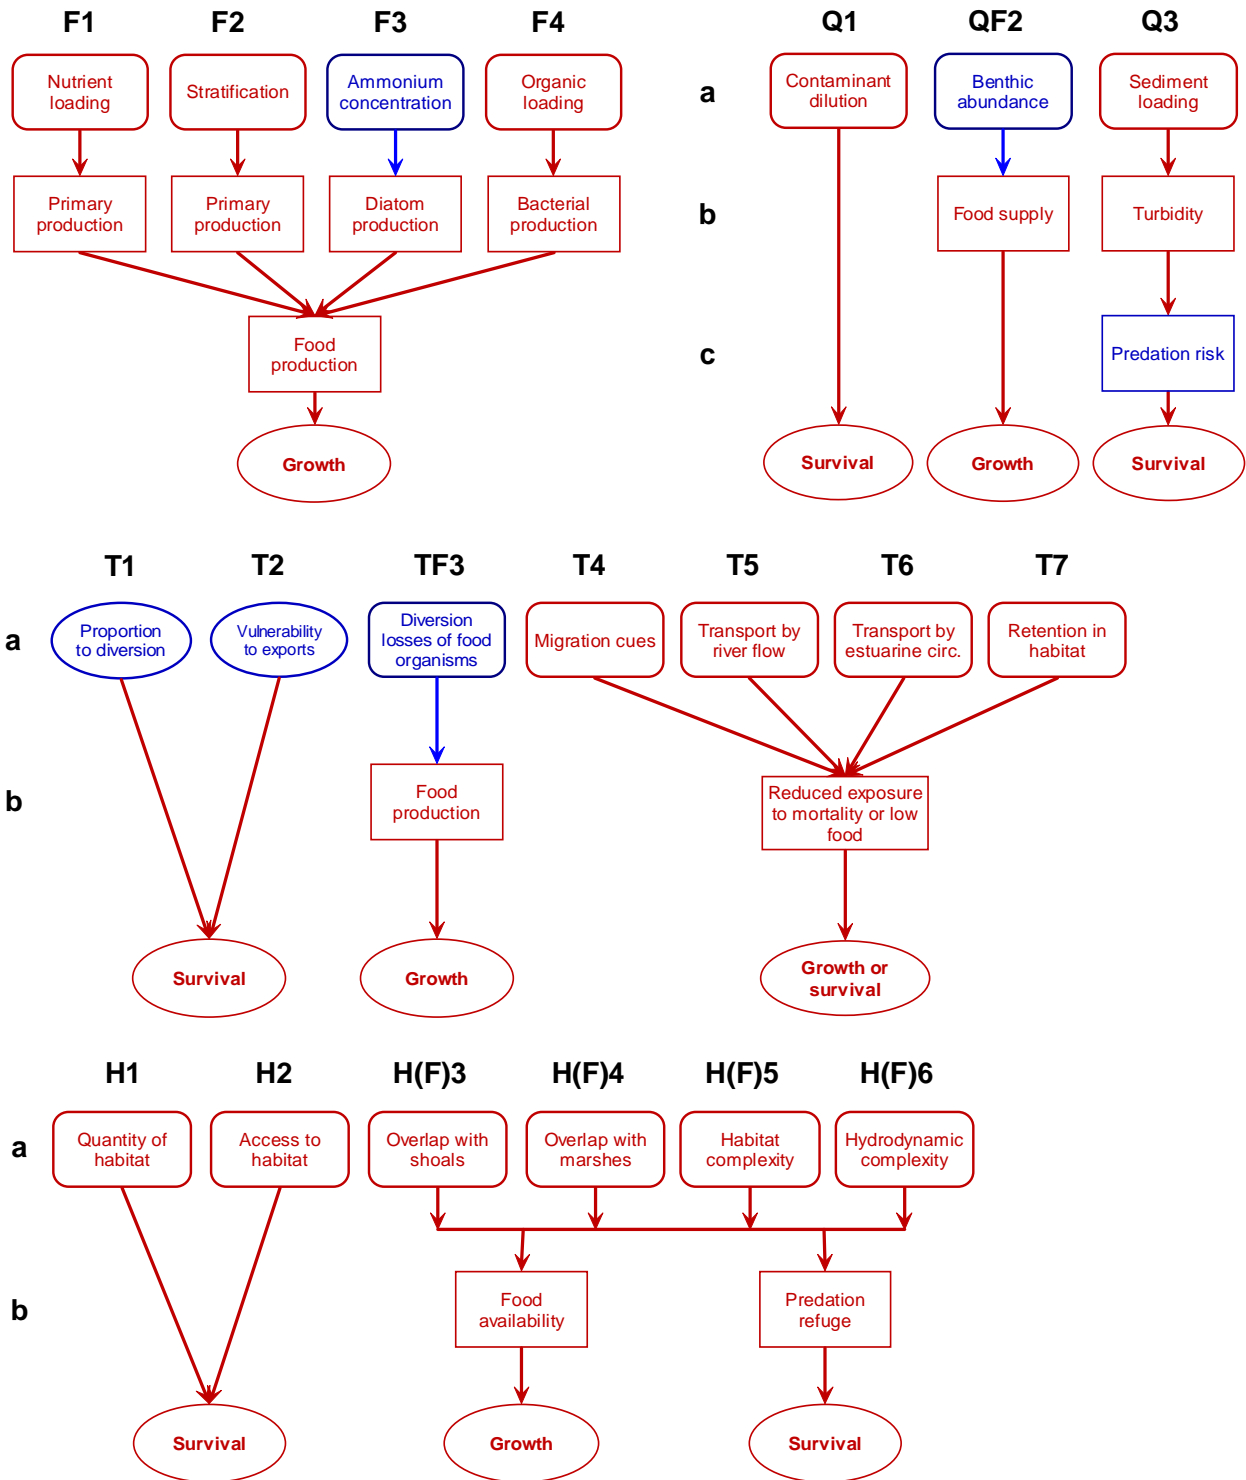 F1 F2 F3 F4 Q1 QF2 Q3
a
Nutrient
loading
Stratification
Ammonium
concentration
Organic
loading
Contaminant
dilution
Benthic
abundance
Sediment
loading
b
Primary
production
Primary
production
Diatom
production
Bacterial
production
Food supply
Turbidity
c
Food
production
Predation risk
Growth
Survival
Growth
Survival
T1 T2 TF3 T4 T5 T6 T7
a
Proportion
to diversion
Vulnerability
to exports
Diversion
losses of food
organisms
Migration cues
Transport by
river flow
Transport by
estuarine circ.
Retention in
habitat
b
Food
production
Reduced exposure
to mortality or low
food
Survival
Growth
Growth or
survival
H1 H2 H(F)3 H(F)4 H(F)5 H(F)6
a
Quantity of
habitat
Access to
habitat
Overlap with
shoals
Overlap with
marshes
Habitat
complexity
Hydrodynamic
complexity
b
Food
availability
Predation
refuge
Survival
Growth
Survival